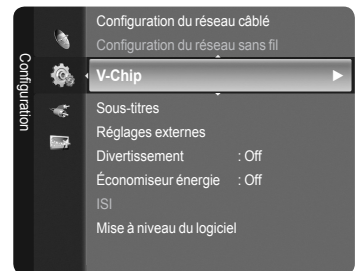 Configuration
Configuration du réseau câblé
Configuration du réseau sans fil
V-Chip
Sous-titres
Réglages externes
Divertissement : Off
Économiseur énergie : Off
ISI
Mise à niveau du logiciel